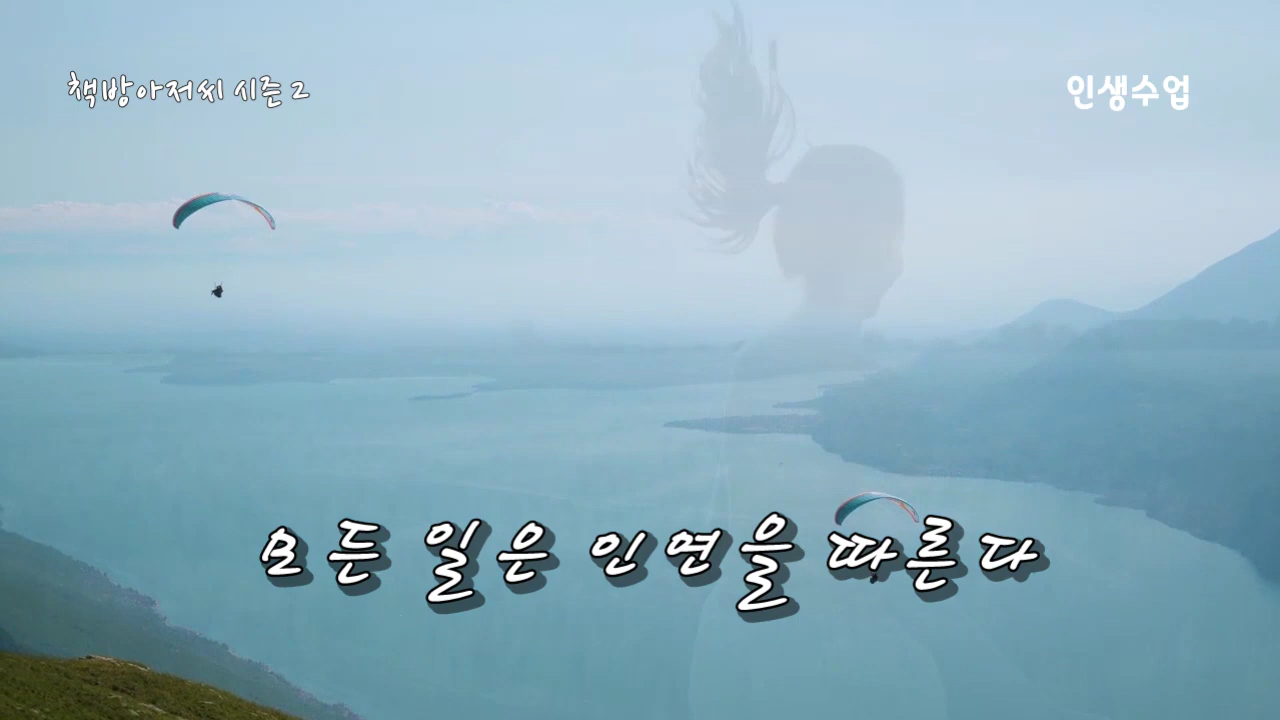 책방아저씨 시즌 2
인생수업
모든 일은 인연을 따른다